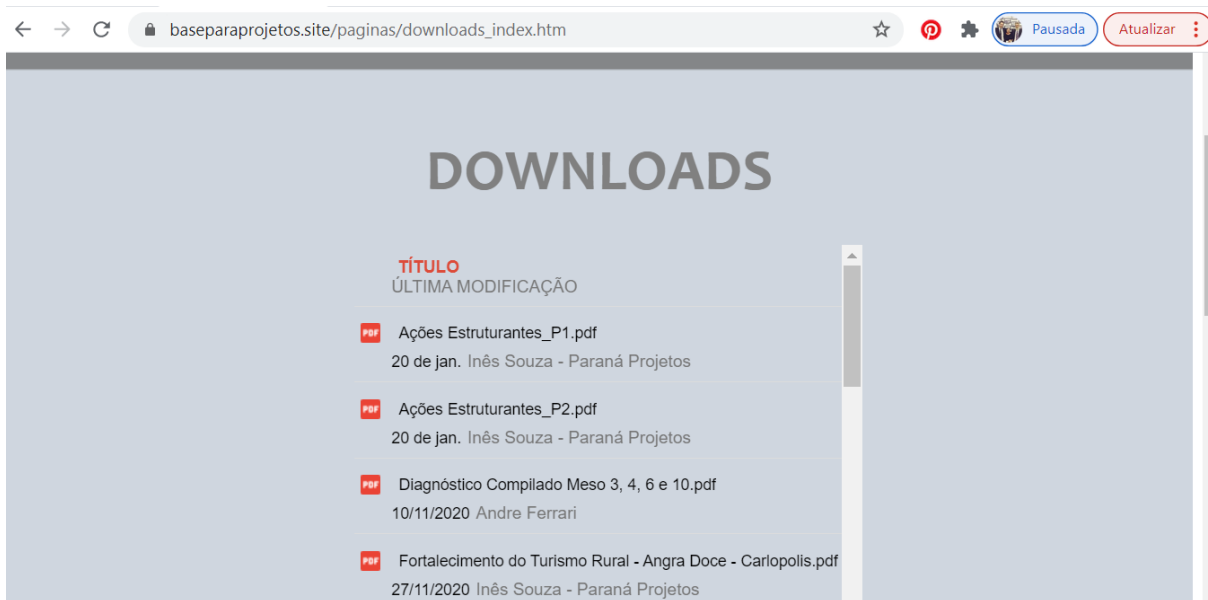 baseparaprojetos.site/paginas/downloads_index.htm
Pausada
Atualizar
DOWNLOADS
TÍTULO
ÚLTIMA MODIFICAÇÃO
PDF Ações Estruturantes_P1.pdf
20 de jan. Inês Souza - Paraná Projetos
PDF Ações Estruturantes_P2.pdf
20 de jan. Inês Souza - Paraná Projetos
PDF Diagnóstico Compilado Meso 3, 4, 6 e 10.pdf
10/11/2020 Andre Ferrari
PDF Fortalecimento do Turismo Rural - Angra Doce - Carlopolis.pdf
27/11/2020 Inês Souza - Paraná Projetos